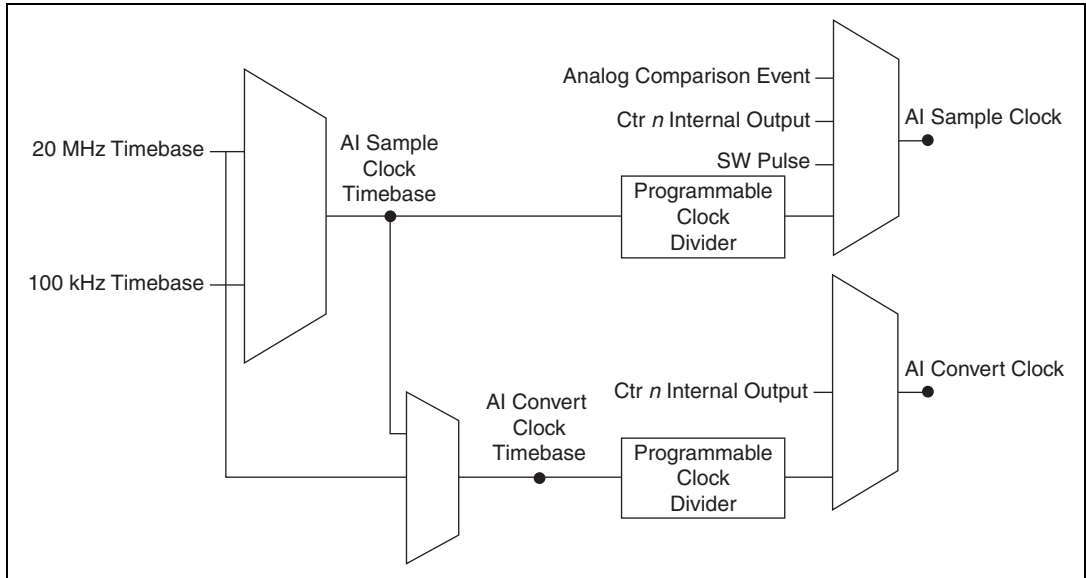 Analog Comparison Event
Ctr n Internal Output
SW Pulse
AI Sample Clock
20 MHz Timebase
AI Sample
Clock
Timebase
Programmable
Clock
Divider
100 kHz Timebase
AI Convert
Clock
Timebase
Ctr n Internal Output
AI Convert Clock
Programmable
Clock
Divider